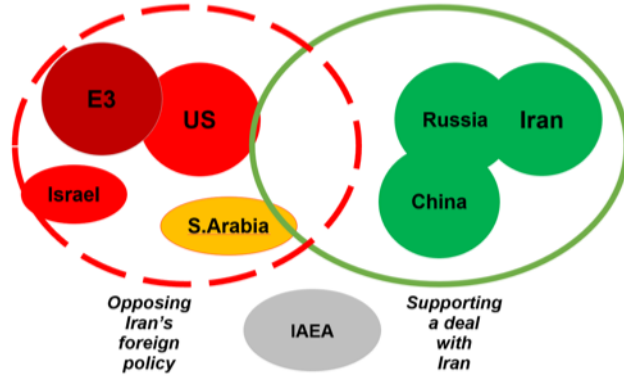 E3
US
Israel
S.Arabia
Russia
Iran
China
Opposing
Iran's
foreign
policy
IAEA
Supporting
a deal
with
Iran